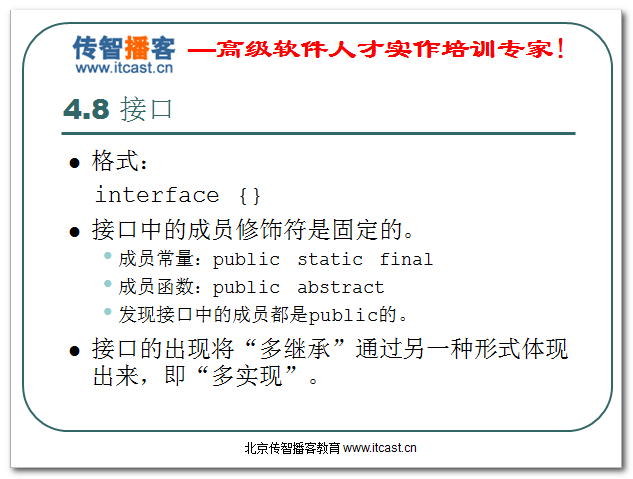 传智播客 —高级软件人才实作培训专家!
www.itcast.cn
4.8 接口
● 格式：
interface {}
● 接口中的成员修饰符是固定的。
• 成员常量：public static final
• 成员函数：public abstract
• 发现接口中的成员都是public的。
● 接口的出现将“多继承”通过另一种形式体现
出来，即“多实现”。
北京传智播客教育 www.itcast.cn